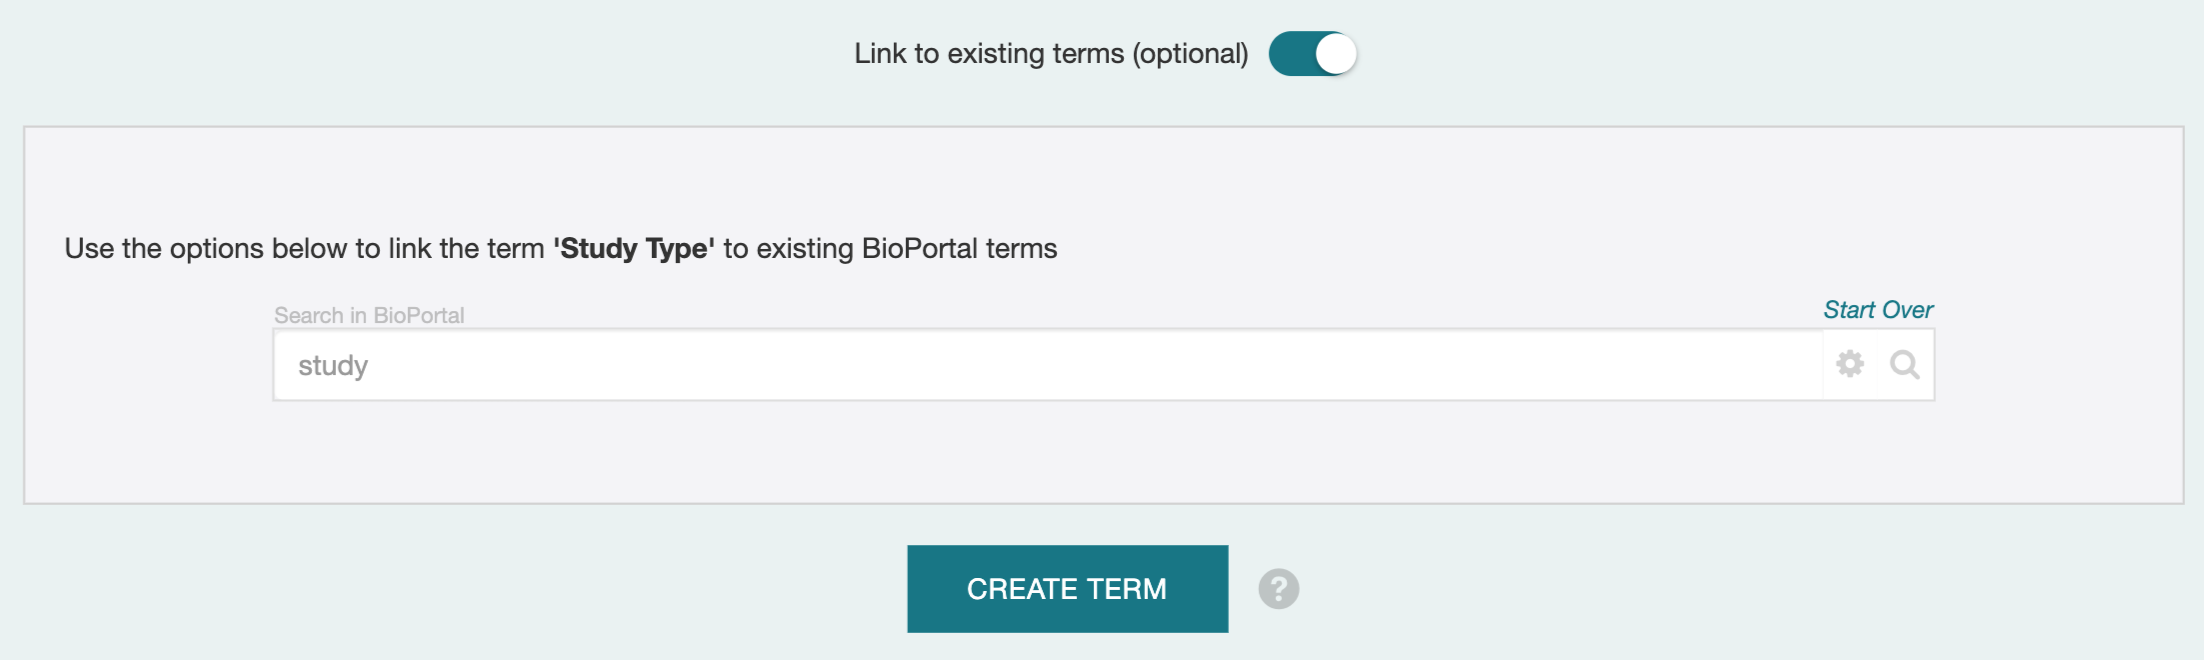 Link to existing terms (optional)
Use the options below to link the term 'Study Type' to existing BioPortal terms
Search in BioPortal
Start Over
study
CREATE TERM
?